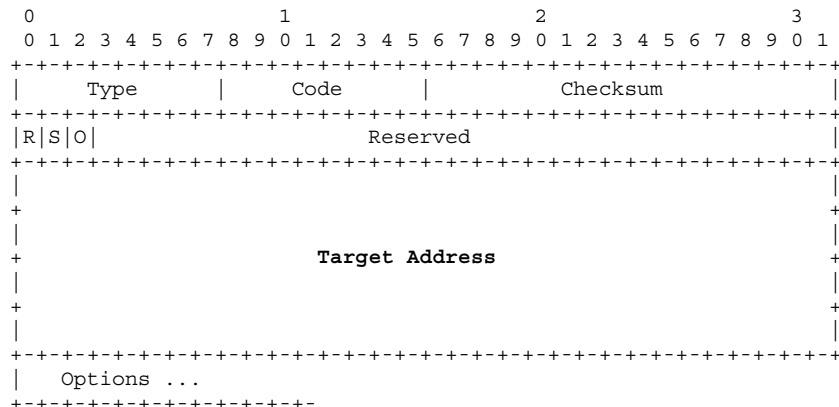 0                   1                   2                   3
 0 1 2 3 4 5 6 7 8 9 0 1 2 3 4 5 6 7 8 9 0 1 2 3 4 5 6 7 8 9 0 1
+-+-+-+-+-+-+-+-+-+-+-+-+-+-+-+-+-+-+-+-+-+-+-+-+-+-+-+-+-+-+-+-+
|     Type      |     Code      |          Checksum             |
+-+-+-+-+-+-+-+-+-+-+-+-+-+-+-+-+-+-+-+-+-+-+-+-+-+-+-+-+-+-+-+-+
|R|S|O|                     Reserved                            |
+-+-+-+-+-+-+-+-+-+-+-+-+-+-+-+-+-+-+-+-+-+-+-+-+-+-+-+-+-+-+-+-+
|                                                               |
+                                                               +
|                                                               |
+                       Target Address                          +
|                                                               |
+                                                               +
|                                                               |
+-+-+-+-+-+-+-+-+-+-+-+-+-+-+-+-+-+-+-+-+-+-+-+-+-+-+-+-+-+-+-+-+
|   Options ...
+-+-+-+-+-+-+-+-+-+-+-+-